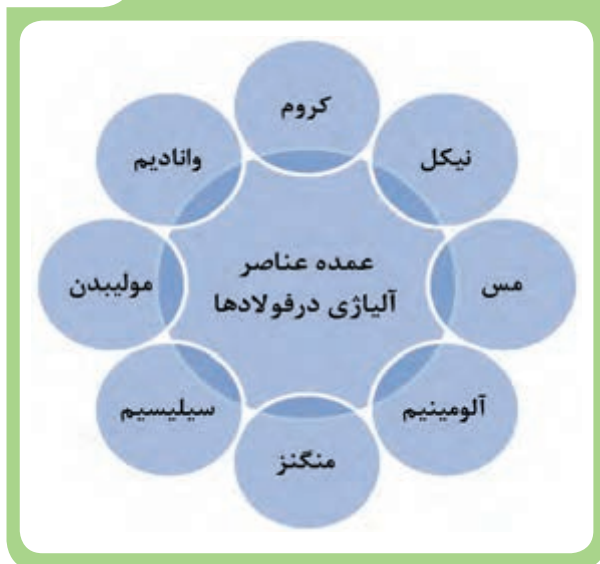 کروم
نیکل
مس
آلومینیم
منگنز
سیلیسیم
مولیبدن
وانادیم
عمده عناصر
آلیاژی درفولادها